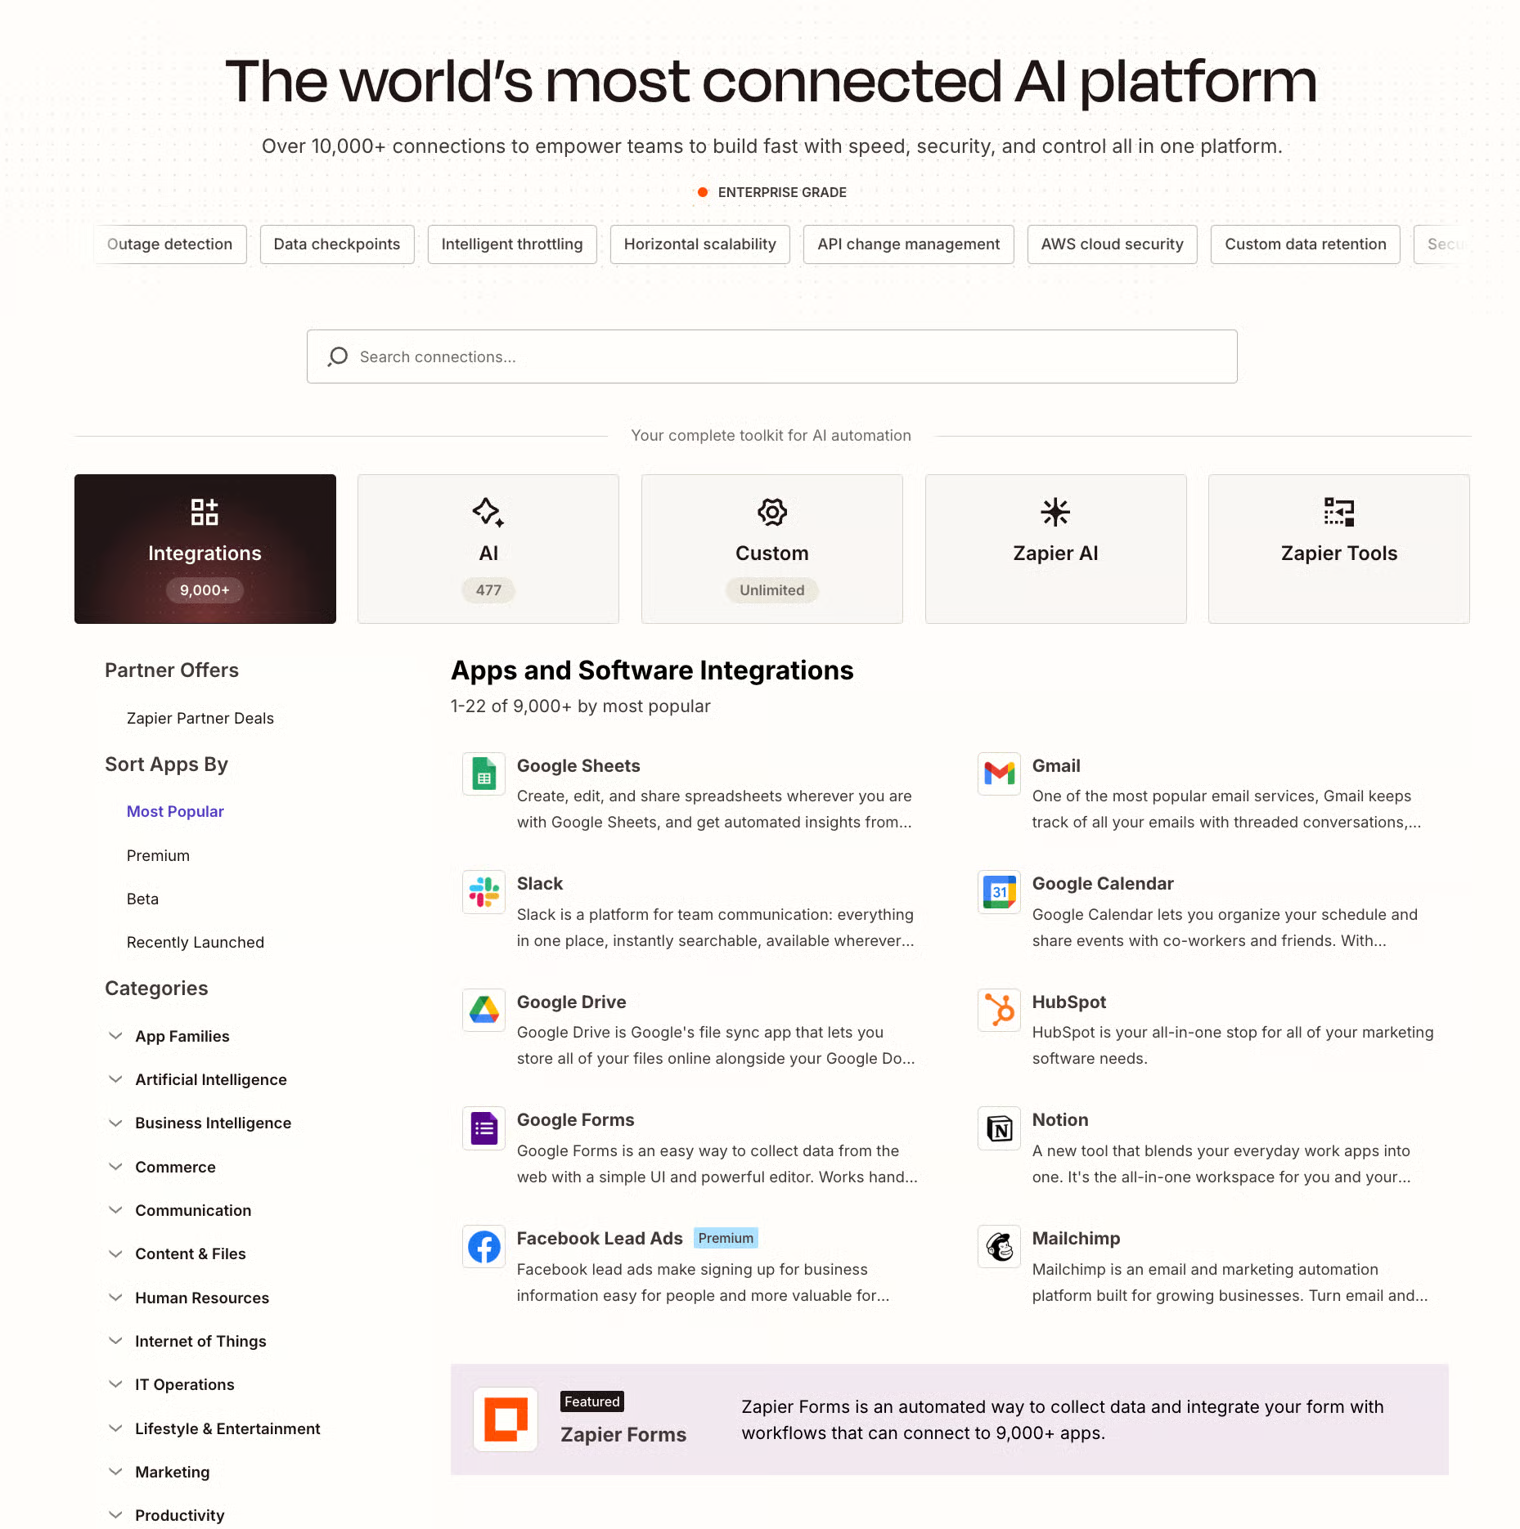 The world's most connected AI platform
Over 10,000+ connections to empower teams to build fast with speed, security, and control all in one platform.
ENTERPRISE GRADE
Outage detection
Data checkpoints
Intelligent throttling
Horizontal scalability
API change management
AWS cloud security
Custom data retention
Secu
Search connections...
Your complete toolkit for AI automation
Integrations
9,000+
AI
477
Custom
Unlimited
Zapier AI
Zapier Tools
Partner Offers
Zapier Partner Deals
Sort Apps By
Most Popular
Premium
Beta
Recently Launched
Categories
App Families
Artificial Intelligence
Business Intelligence
Commerce
Communication
Content & Files
Human Resources
Internet of Things
IT Operations
Lifestyle & Entertainment
Marketing
Productivity
Apps and Software Integrations
1-22 of 9,000+ by most popular
Google Sheets
Create, edit, and share spreadsheets wherever you are
with Google Sheets, and get automated insights from...
Gmail
One of the most popular email services, Gmail keeps
track of all your emails with threaded conversations,...
Slack
Slack is a platform for team communication: everything
in one place, instantly searchable, available wherever...
31
Google Calendar
Google Calendar lets you organize your schedule and
share events with co-workers and friends. With...
Google Drive
Google Drive is Google's file sync app that lets you
store all of your files online alongside your Google Do...
HubSpot
HubSpot is your all-in-one stop for all of your marketing
software needs.
Google Forms
Google Forms is an easy way to collect data from the
web with a simple UI and powerful editor. Works hand...
Notion
A new tool that blends your everyday work apps into
one. It's the all-in-one workspace for you and your...
Facebook Lead Ads Premium
Facebook lead ads make signing up for business
information easy for people and more valuable for...
Mailchimp
Mailchimp is an email and marketing automation
platform built for growing businesses. Turn email and...
Featured
Zapier Forms
Zapier Forms is an automated way to collect data and integrate your form with
workflows that can connect to 9,000+ apps.